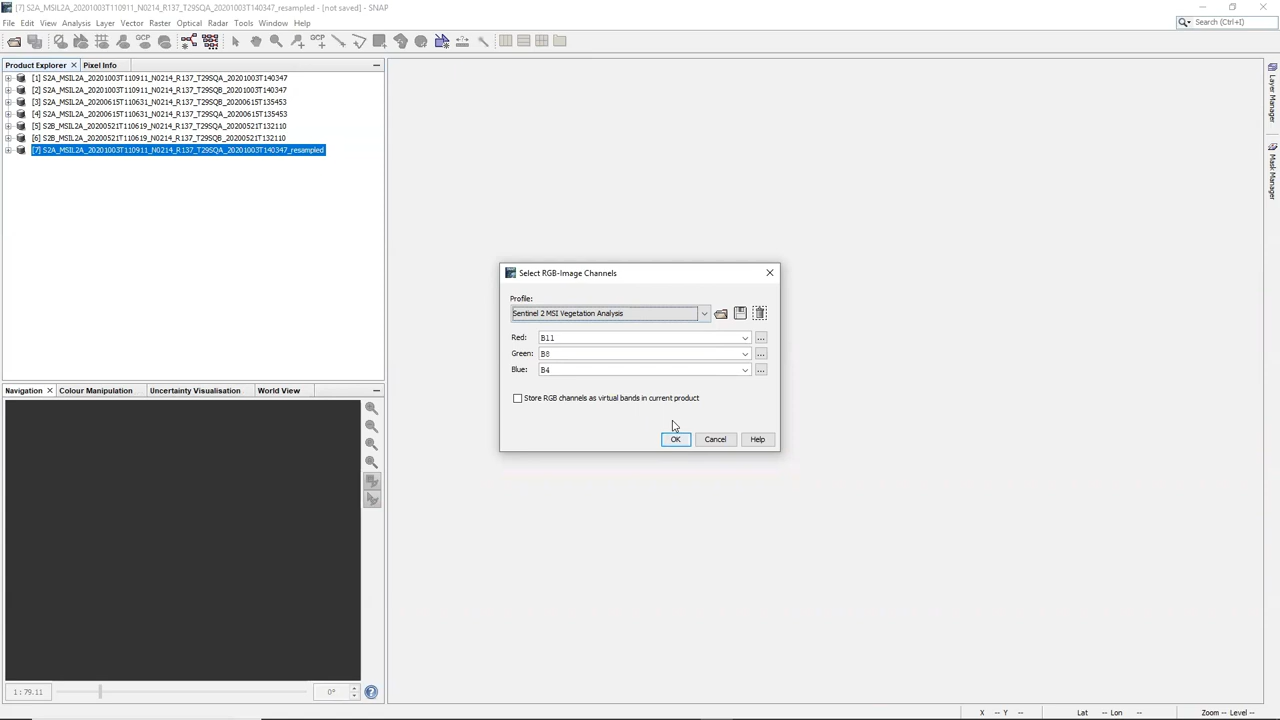 [7] S2A_MSIL2A_20201003T110911_N0214_R137_T29SQA_20201003T140347_resampled - [not saved] - SNAP
File Edit View Analysis Layer Vector Raster Optical Radar Tools Window Help
Search (Ctrl+I)
GCP GCP
Product Explorer Pixel Info
[1] S2A_MSIL2A_20201003T110911_N0214_R137_T29SQA_20201003T140347
[2] S2A_MSIL2A_20201003T110911_N0214_R137_T29SQB_20201003T140347
[3] S2A_MSIL2A_20200615T110631_N0214_R137_T29SQB_20200615T135453
[4] S2A_MSIL2A_20200615T110631_N0214_R137_T29SQA_20200615T135453
[5] S2B_MSIL2A_20200521T110619_N0214_R137_T29SQA_20200521T132110
[6] S2B_MSIL2A_20200521T110619_N0214_R137_T29SQB_20200521T132110
[7] S2A_MSIL2A_20201003T110911_N0214_R137_T29SQA_20201003T140347_resampled
Layer Manager
Mask Manager
Select RGB-Image Channels
Profile:
Sentinel 2 MSI Vegetation Analysis
Red: B11 ...
Green: B8 ...
Blue: B4 ...
Store RGB channels as virtual bands in current product
OK Cancel Help
Navigation Colour Manipulation Uncertainty Visualisation World View
1 : 79.11 0°
X -- Y -- Lat -- Lon -- Zoom -- Level --